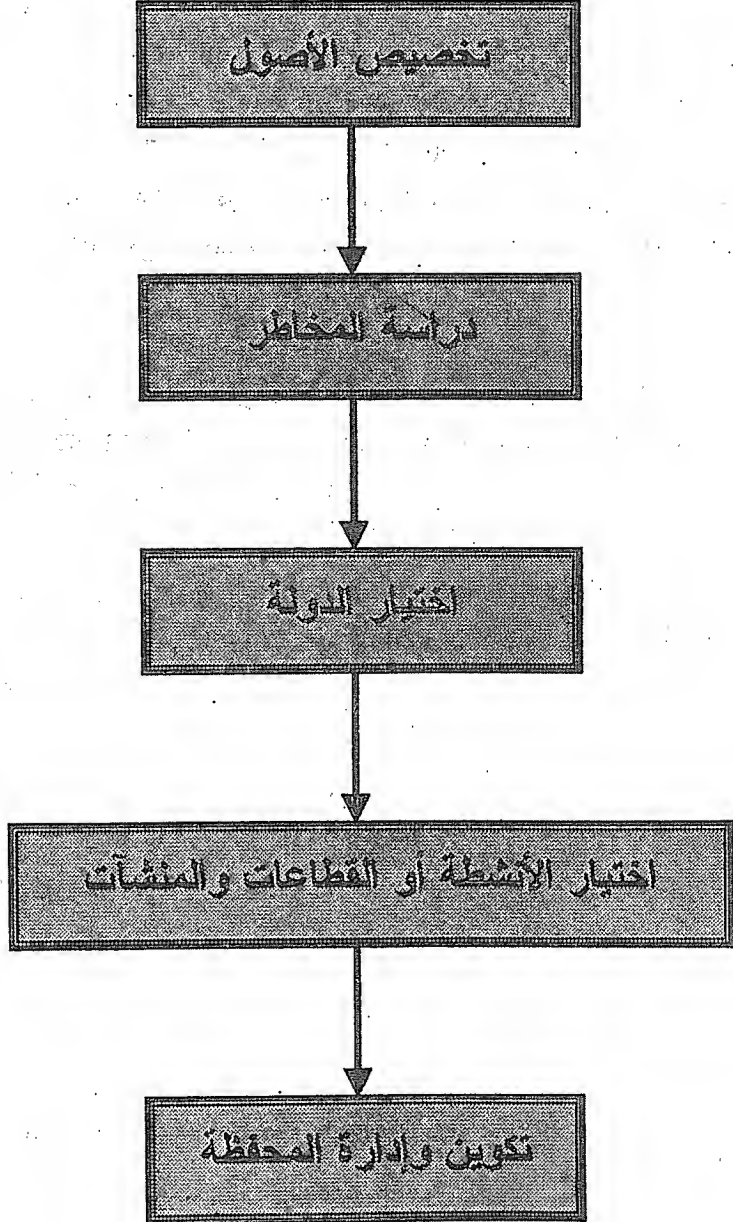 تخصيص الأصول
دراسة المخاطر
اختيار الدولة
اختيار الأنشطة أو القطاعات والمنشآت
تكوين وإدارة المحفظة